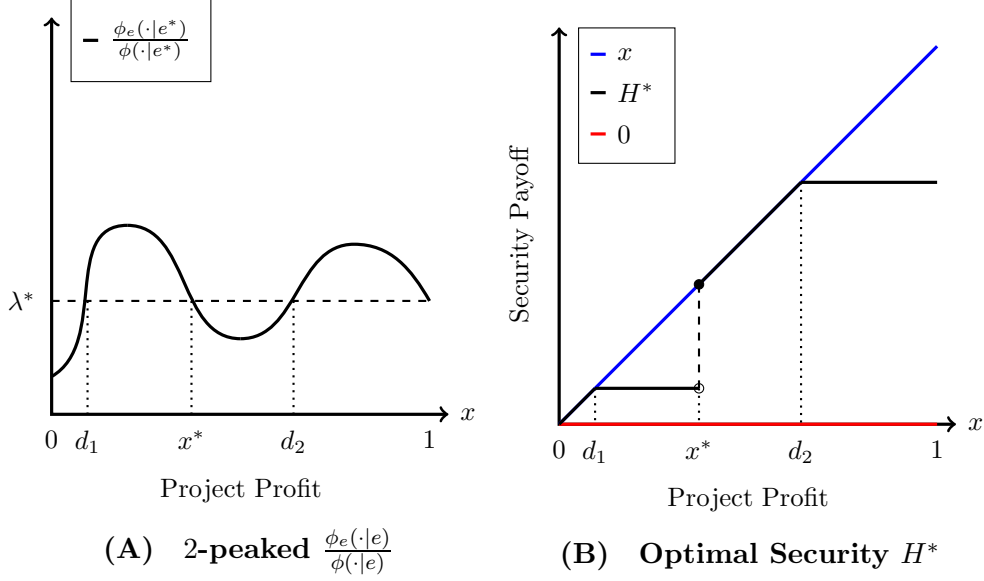 φₑ(·|e*)/φ(·|e*)
λ*
0 d₁ x* d₂ 1 x
Project Profit
(A) 2-peaked φₑ(·|e)/φ(·|e)
x
H*
0
Security Payoff
0 d₁ x* d₂ 1 x
Project Profit
(B) Optimal Security H*